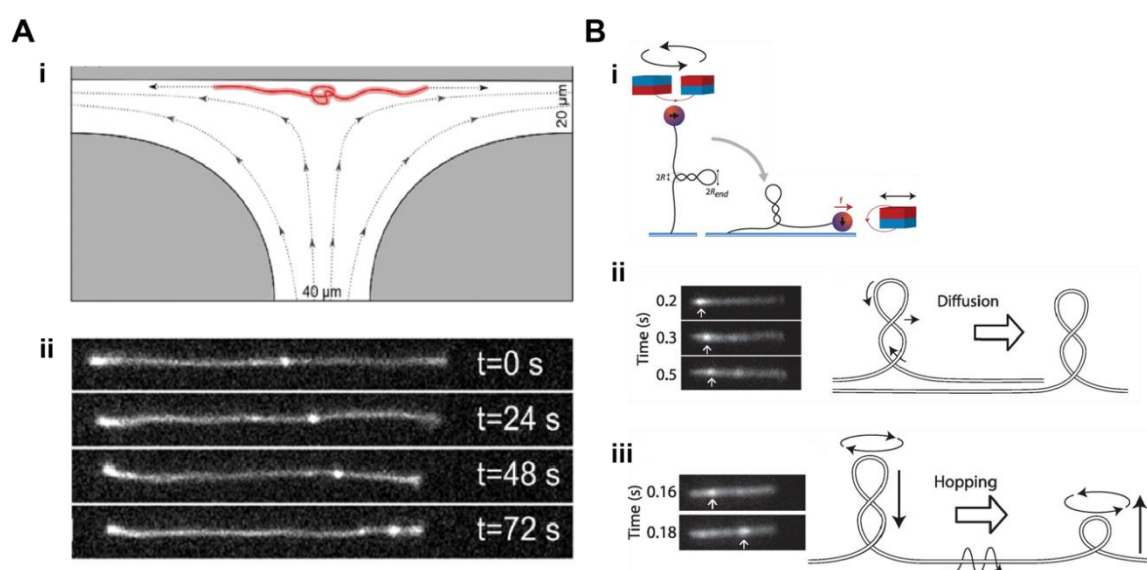 A
i
20 μm
40 μm
ii
t=0 s
t=24 s
t=48 s
t=72 s
B
i
2R
2Rend
f
ii
Time (s)
0.2
0.3
0.5
Diffusion
iii
Time (s)
0.16
0.18
Hopping